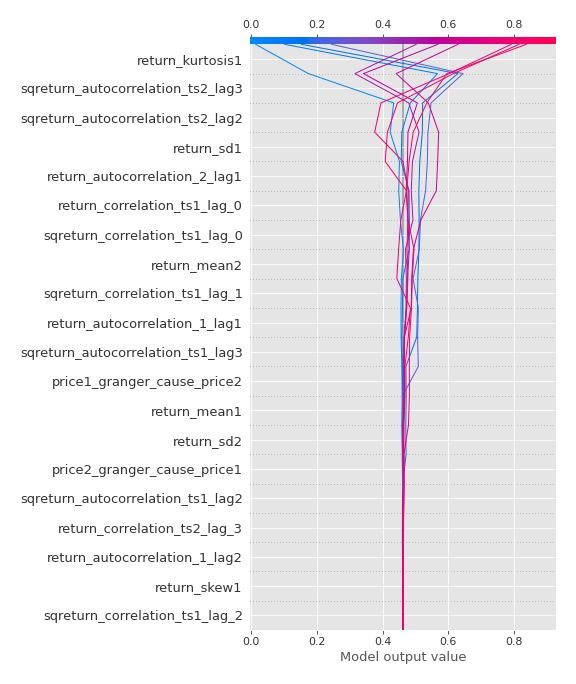 0.0 0.2 0.4 0.6 0.8
return_kurtosis1
sqreturn_autocorrelation_ts2_lag3
sqreturn_autocorrelation_ts2_lag2
return_sd1
return_autocorrelation_2_lag1
return_correlation_ts1_lag_0
sqreturn_correlation_ts1_lag_0
return_mean2
sqreturn_correlation_ts1_lag_1
return_autocorrelation_1_lag1
sqreturn_autocorrelation_ts1_lag3
price1_granger_cause_price2
return_mean1
return_sd2
price2_granger_cause_price1
sqreturn_autocorrelation_ts1_lag2
return_correlation_ts2_lag_3
return_autocorrelation_1_lag2
return_skew1
sqreturn_correlation_ts1_lag_2
0.0 0.2 0.4 0.6 0.8
Model output value